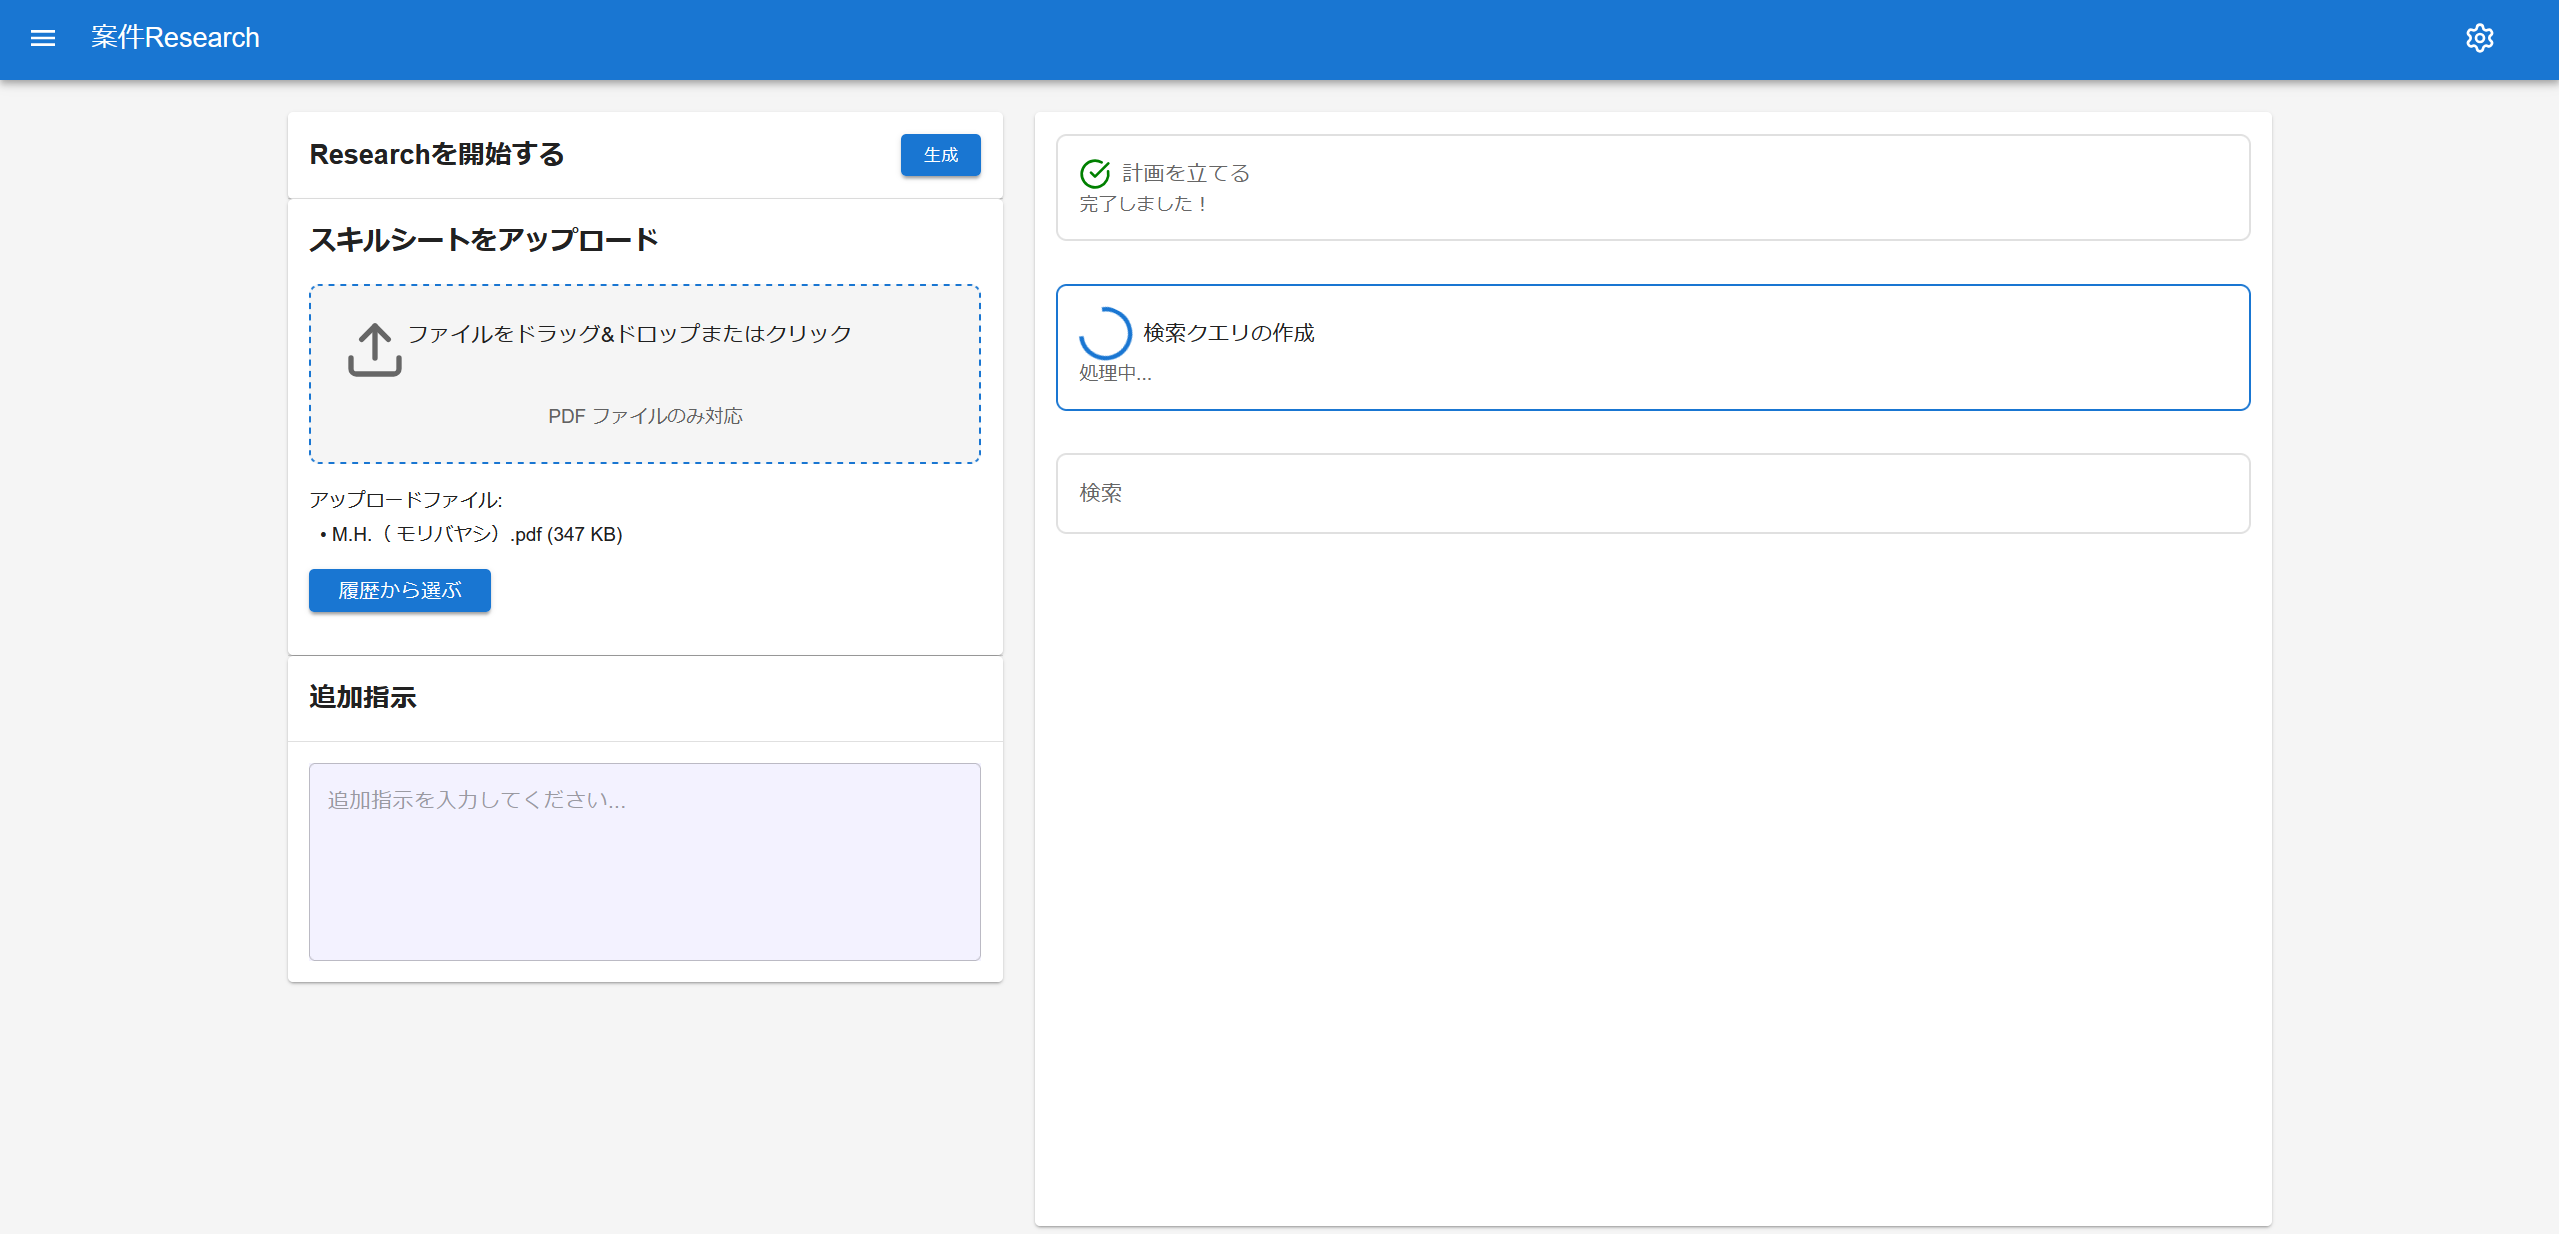 案件Research
Researchを開始する
生成
スキルシートをアップロード
ファイルをドラッグ&ドロップまたはクリック
PDF ファイルのみ対応
アップロードファイル:
• M.H.（モリバヤシ）.pdf (347 KB)
履歴から選ぶ
追加指示
追加指示を入力してください...
計画を立てる
完了しました！
検索クエリの作成
処理中...
検索